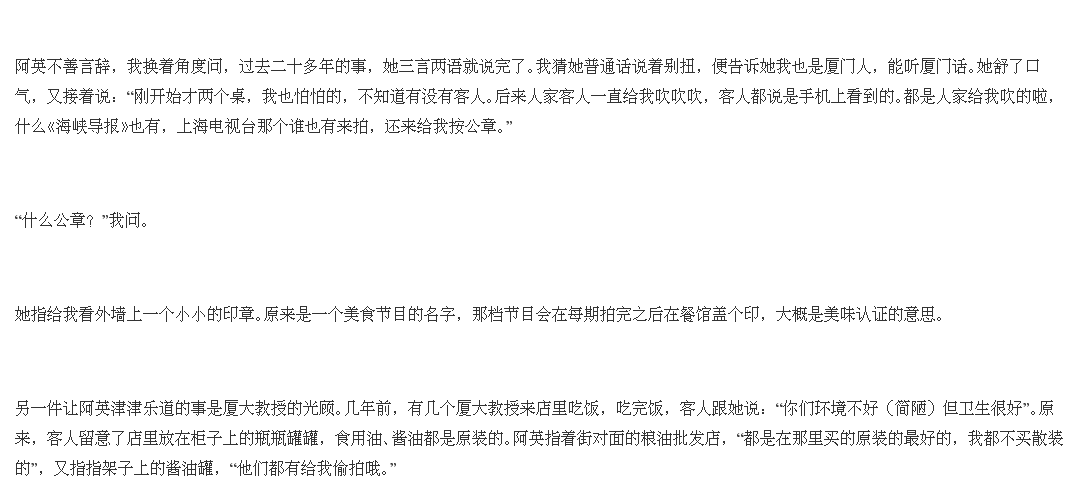 阿英不善言辞，我换着角度问，过去二十多年的事，她三言两语就说完了。我猜她普通话说着别扭，便告诉她我也是厦门人，能听厦门话。她舒了口
气，又接着说：“刚开始才两个桌，我也怕怕的，不知道有没有客人。后来人家客人一直给我吹吹吹，客人都说是手机上看到的。都是人家给我吹的啦，
什么《海峡导报》也有，上海电视台那个谁也有来拍，还来给我按公章。”
“什么公章？”我问。
她指给我看外墙上一个小小的印章。原来是一个美食节目的名字，那档节目会在每期拍完之后在餐馆盖个印，大概是美味认证的意思。
另一件让阿英津津乐道的事是厦大教授的光顾。几年前，有几个厦大教授来店里吃饭，吃完饭，客人跟她说：“你们环境不好（简陋）但卫生很好”。原
来，客人留意了店里放在柜子上的瓶瓶罐罐，食用油、酱油都是原装的。阿英指着街对面的粮油批发店，“都是在那里买的原装的最好的，我都不买散装
的”，又指指架子上的酱油罐，“他们都有给我偷拍哦。”